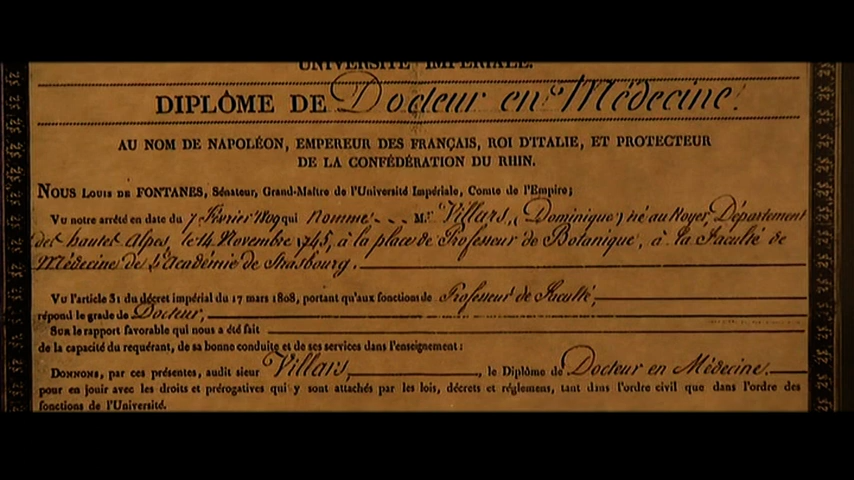 UNIVERSITÉ IMPÉRIALE.
DIPLÔME DE Docteur en Médecine.
AU NOM DE NAPOLÉON, EMPEREUR DES FRANÇAIS, ROI D'ITALIE, ET PROTECTEUR
DE LA CONFÉDÉRATION DU RHIN.
NOUS LOUIS DE FONTANES, Sénateur, Grand-Maître de l'Université Impériale, Comte de l'Empire;
VU notre arrêté en date du 7 Février 1809 qui nomme M.r Villars, (Dominique) né au Noyer, Département
des hautes Alpes, le 14 Novembre 1745, à la place de Professeur de Botanique, à la Faculté de
Médecine de l'Académie de Strasbourg.
VU l'article 31 du décret impérial du 17 mars 1808, portant qu'aux fonctions de Professeur de Faculté,
répond le grade de Docteur,
SUR le rapport favorable qui nous a été fait
de la capacité du requérant, de sa bonne conduite et de ses services dans l'enseignement:
DONNONS, par ces présentes, audit sieur Villars, le Diplôme de Docteur en Médecine.
pour en jouir avec les droits et prérogatives qui y sont attachés par les lois, décrets et réglemens, tant dans l'ordre civil que dans l'ordre des
fonctions de l'Université.